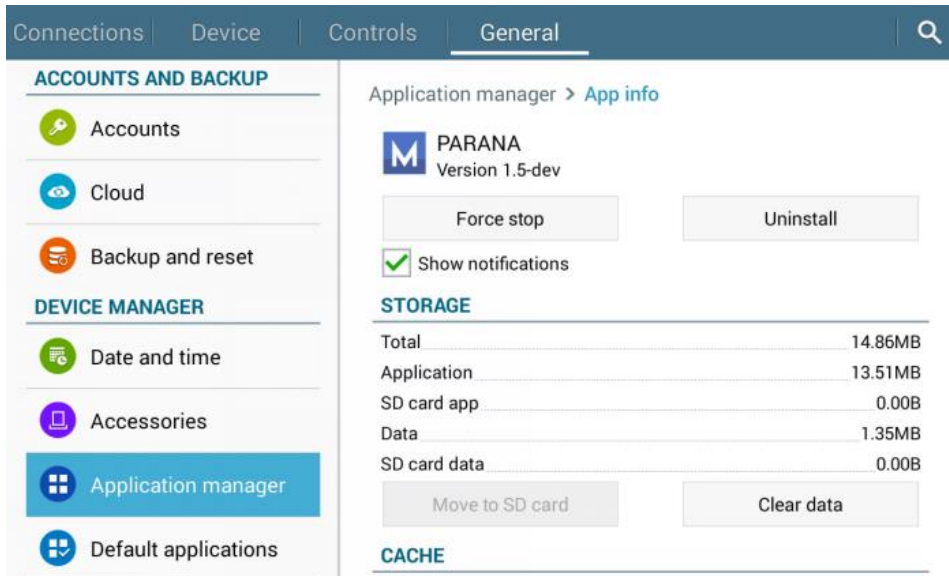 Connections Device Controls General
ACCOUNTS AND BACKUP
Accounts
Cloud
Backup and reset
DEVICE MANAGER
Date and time
Accessories
Application manager
Default applications
Application manager > App info
M
PARANA
Version 1.5-dev
Force stop Uninstall
Show notifications
STORAGE
Total 14.86MB
Application 13.51MB
SD card app 0.00B
Data 1.35MB
SD card data 0.00B
Move to SD card Clear data
CACHE